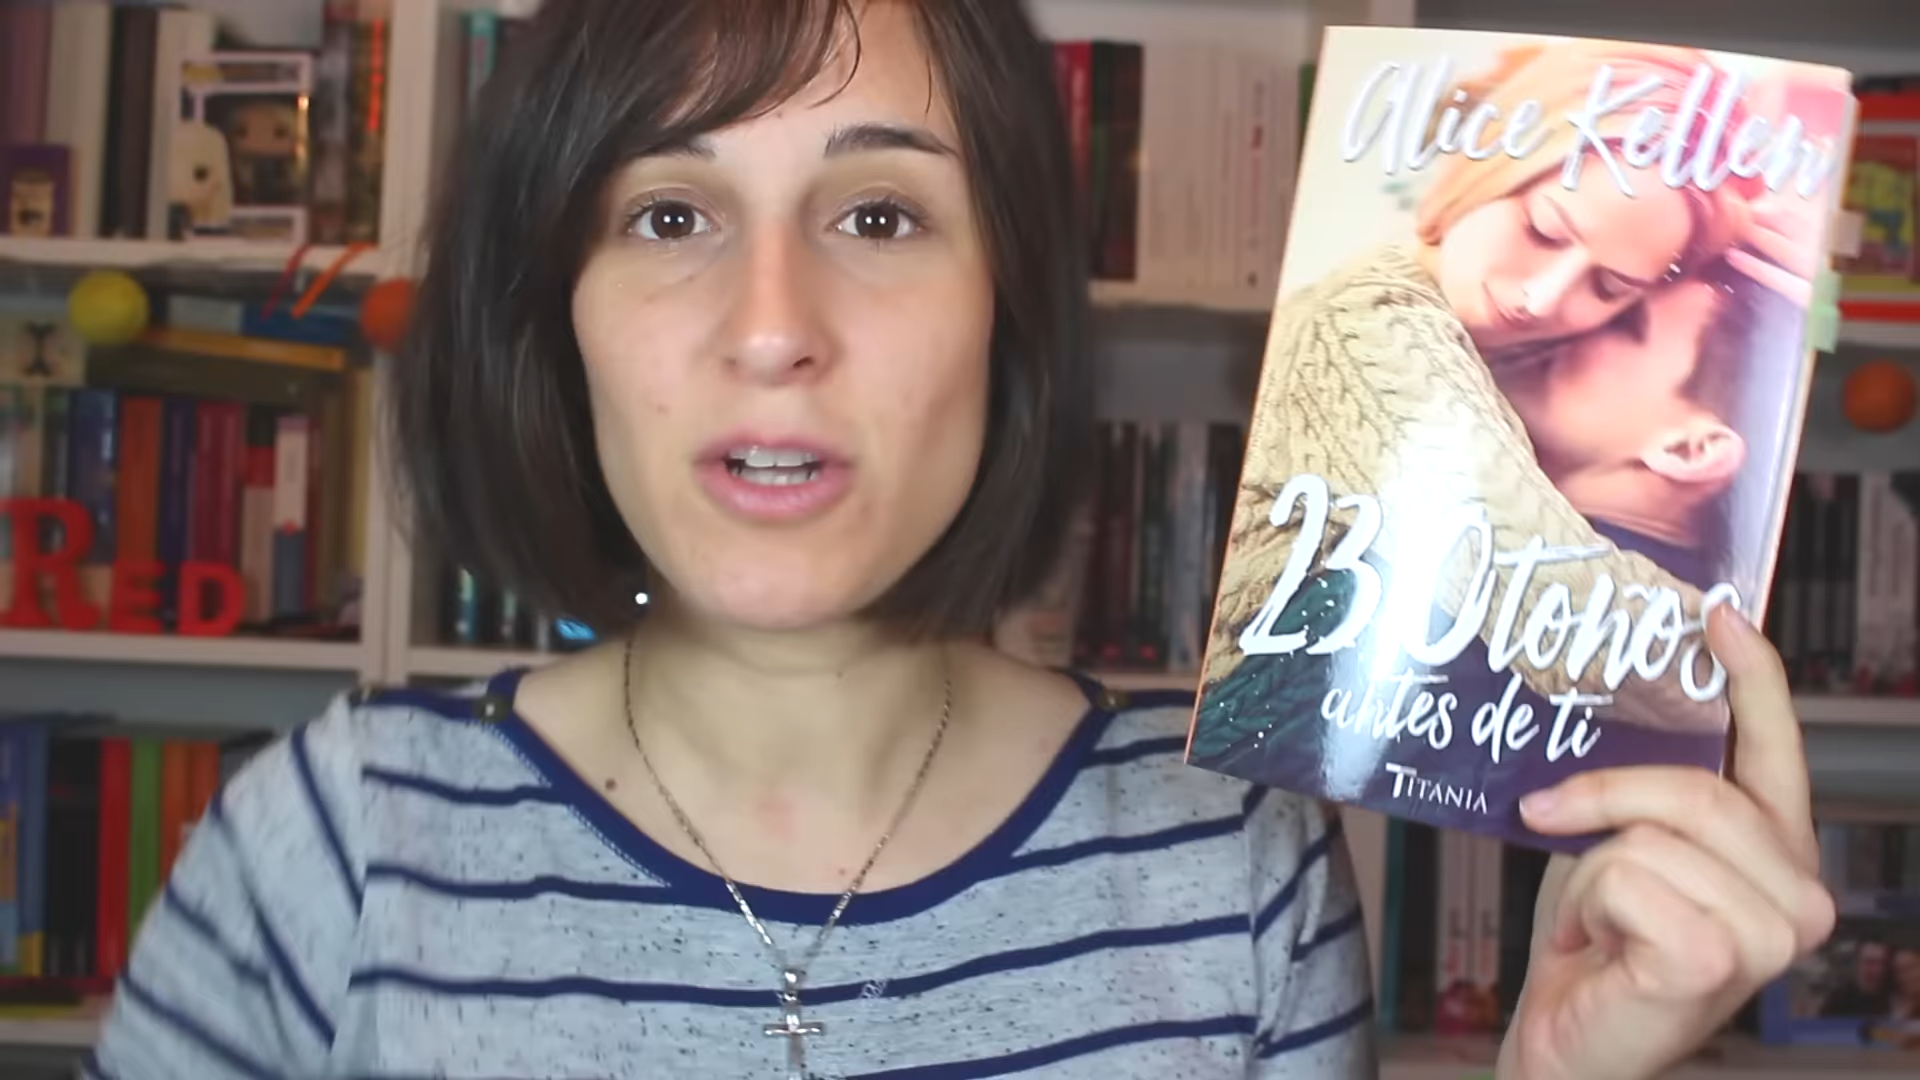 Alice Kellen
23 Otoños
antes de ti
TITANIA
RED